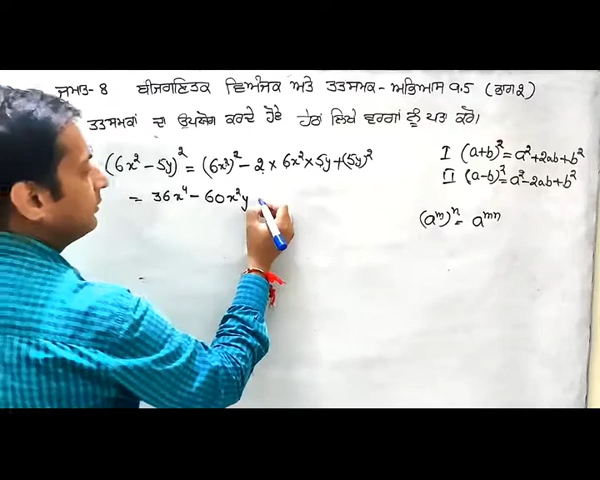 ਜਮਾਤ-8 ਬੀਜਗਣਿਤਕ ਵਿਅੰਜਕ ਅਤੇ ਤਤਸਮਕ - ਅਭਿਆਸ 9.5 (ਭਾਗ 2)
ਤਤਸਮਕਾਂ ਦਾ ਉਪਯੋਗ ਕਰਦੇ ਹੋਏ ਹੇਠਾਂ ਲਿਖੇ ਵਰਗਾਂ ਨੂੰ ਪਤਾ ਕਰੋ।
(6x² - 5y)² = (6x²)² - 2 × 6x² × 5y + (5y)²
= 36x⁴ - 60x²y
I (a+b)² = a² + 2ab + b²
II (a-b)² = a² - 2ab + b²
(aᵐ)ⁿ = aᵐⁿ